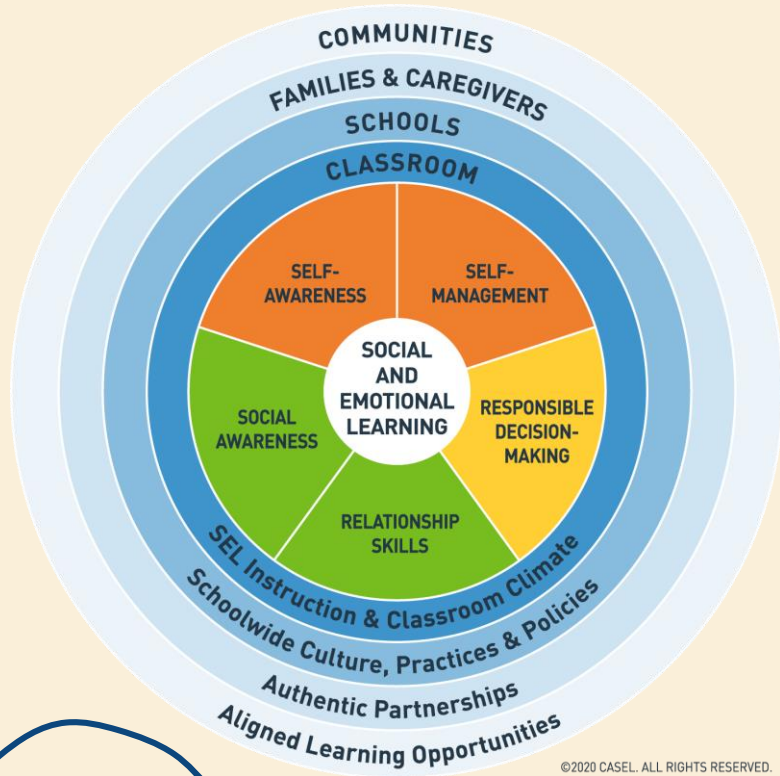 COMMUNITIES
FAMILIES & CAREGIVERS
SCHOOLS
CLASSROOM
SELF-
AWARENESS
SELF-
MANAGEMENT
SOCIAL
AND
EMOTIONAL
LEARNING
SOCIAL
AWARENESS
RESPONSIBLE
DECISION-
MAKING
RELATIONSHIP
SKILLS
SEL Instruction & Classroom Climate
Schoolwide Culture, Practices & Policies
Authentic Partnerships
Aligned Learning Opportunities
©2020 CASEL. ALL RIGHTS RESERVED.